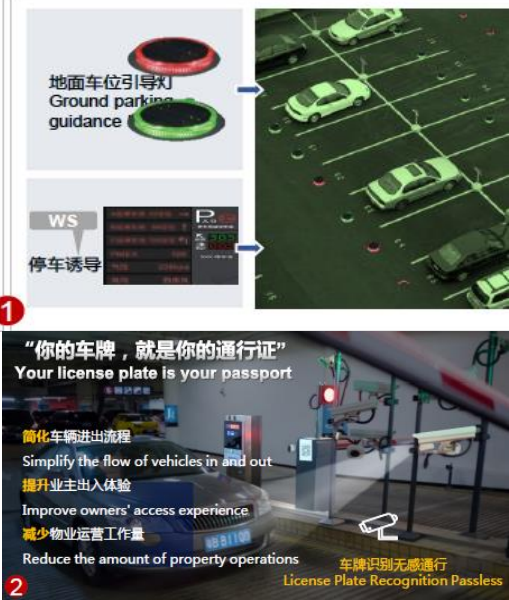 地面车位引导灯
Ground parking
guidance
WS
停车诱导
P
1
“你的车牌，就是你的通行证”
Your license plate is your passport
简化车辆进出流程
Simplify the flow of vehicles in and out
提升业主出入体验
Improve owners' access experience
减少物业运营工作量
Reduce the amount of property operations
车牌识别无感通行
License Plate Recognition Passless
2